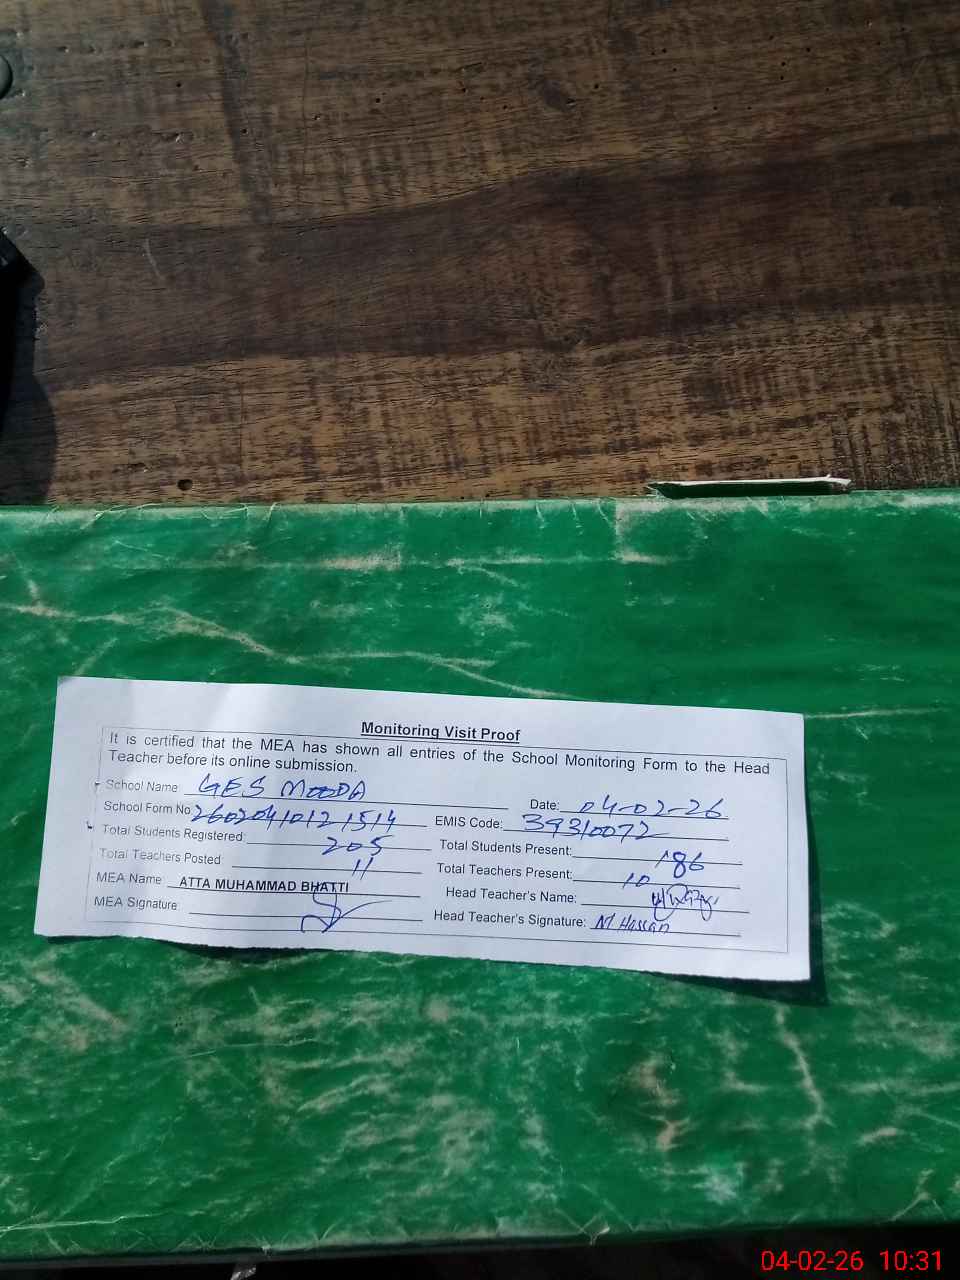 Monitoring Visit Proof
It is certified that the MEA has shown all entries of the School Monitoring Form to the Head
Teacher before its online submission.
School Name: GES MOODA Date: 04-02-26
School Form No: 2602041012 1514 EMIS Code: 39310072
Total Students Registered: 205 Total Students Present: 186
Total Teachers Posted: 11 Total Teachers Present: 10
MEA Name: ATTA MUHAMMAD BHATTI Head Teacher's Name:
MEA Signature: Head Teacher's Signature: M Hassan
04-02-26 10:31